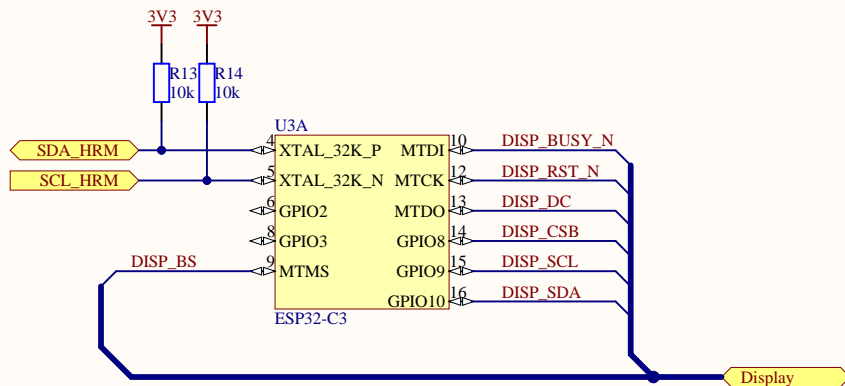 3V3 3V3
R13 R14
10k 10k
U3A
4 XTAL_32K_P MTDI 10 DISP_BUSY_N
SDA_HRM
5 XTAL_32K_N MTCK 12 DISP_RST_N
SCL_HRM
6 GPIO2 MTDO 13 DISP_DC
8 GPIO3 GPIO8 14 DISP_CSB
DISP_BS 9 MTMS GPIO9 15 DISP_SCL
GPIO10 16 DISP_SDA
ESP32-C3
Display